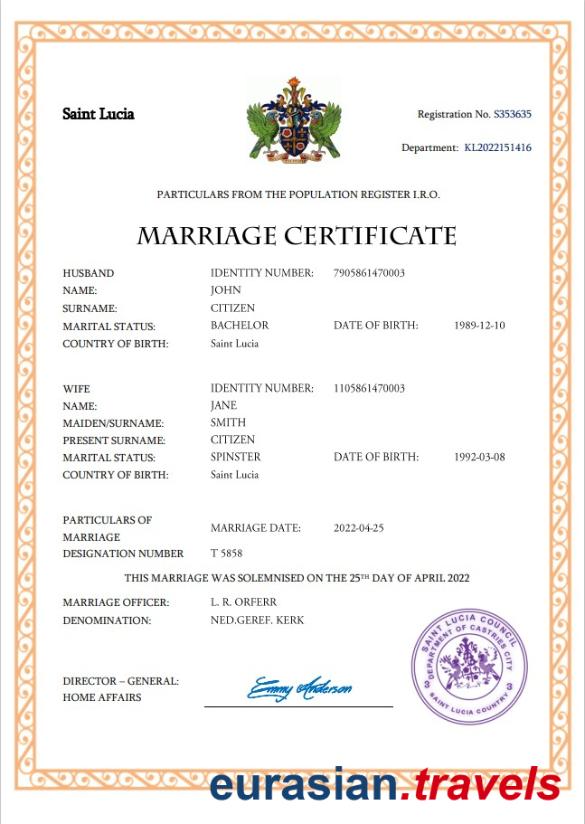 Saint Lucia
Registration No. S353635
Department: KL2022151416
PARTICULARS FROM THE POPULATION REGISTER I.R.O.
MARRIAGE CERTIFICATE
HUSBAND IDENTITY NUMBER: 7905861470003
NAME: JOHN
SURNAME: CITIZEN
MARITAL STATUS: BACHELOR DATE OF BIRTH: 1989-12-10
COUNTRY OF BIRTH: Saint Lucia
WIFE IDENTITY NUMBER: 1105861470003
NAME: JANE
MAIDEN/SURNAME: SMITH
PRESENT SURNAME: CITIZEN
MARITAL STATUS: SPINSTER DATE OF BIRTH: 1992-03-08
COUNTRY OF BIRTH: Saint Lucia
PARTICULARS OF
MARRIAGE MARRIAGE DATE: 2022-04-25
DESIGNATION NUMBER T 5858
THIS MARRIAGE WAS SOLEMNISED ON THE 25TH DAY OF APRIL 2022
MARRIAGE OFFICER: L. R. ORFERR
DENOMINATION: NED.GEREF. KERK
SAINT LUCIA COUNCIL
DEPARTMENT OF CASTRIES CITY
3 3
SAINT LUCIA COUNTRY
DIRECTOR – GENERAL:
HOME AFFAIRS
Emmy Anderson
eurasian.travels